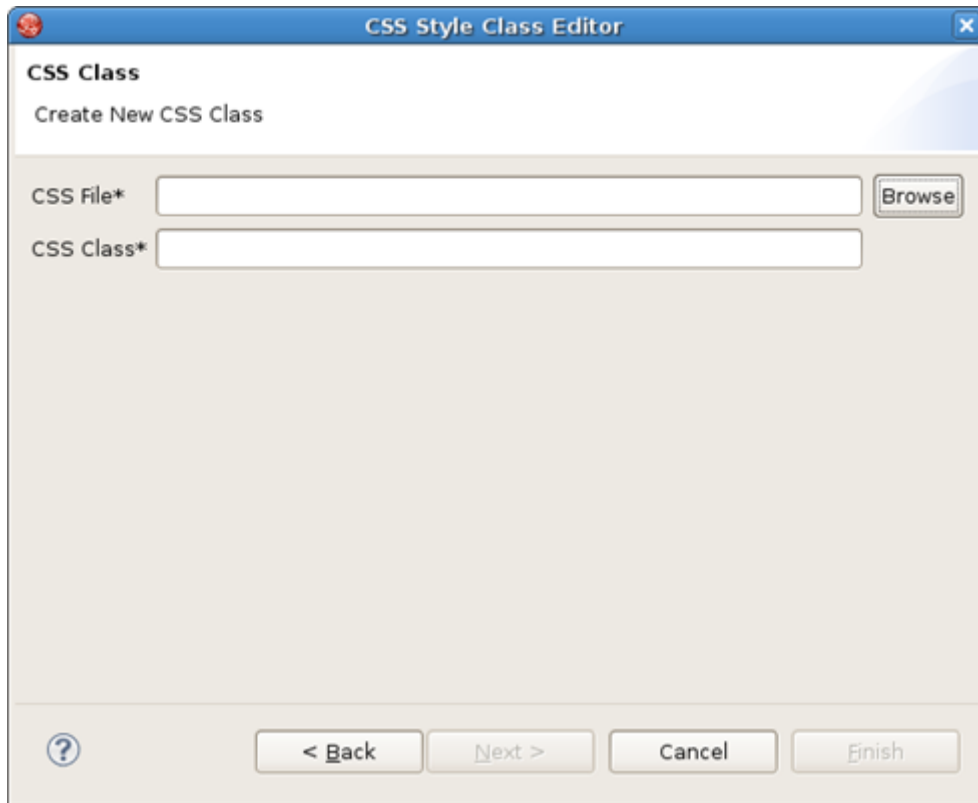 CSS Style Class Editor
CSS Class
Create New CSS Class
CSS File* Browse
CSS Class*
? < Back Next > Cancel Finish